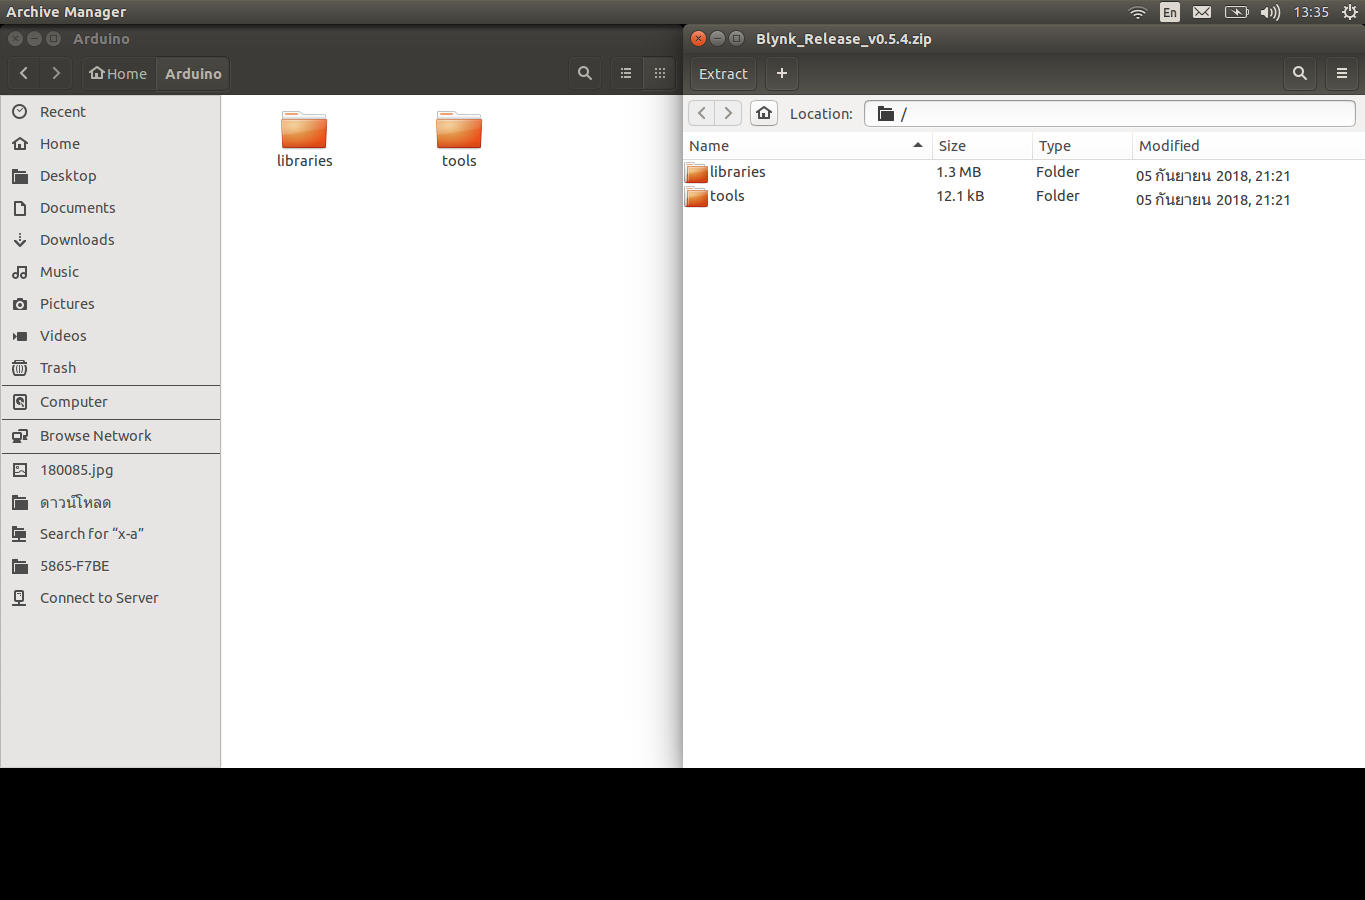 Archive Manager
En
13:35
Arduino
Home
Arduino
Recent
Home
Desktop
Documents
Downloads
Music
Pictures
Videos
Trash
Computer
Browse Network
180085.jpg
ดาวน์โหลด
Search for “x-a”
5865-F7BE
Connect to Server
libraries
tools
Blynk_Release_v0.5.4.zip
Extract
Location: /
Name Size Type Modified
libraries 1.3 MB Folder 05 กันยายน 2018, 21:21
tools 12.1 kB Folder 05 กันยายน 2018, 21:21